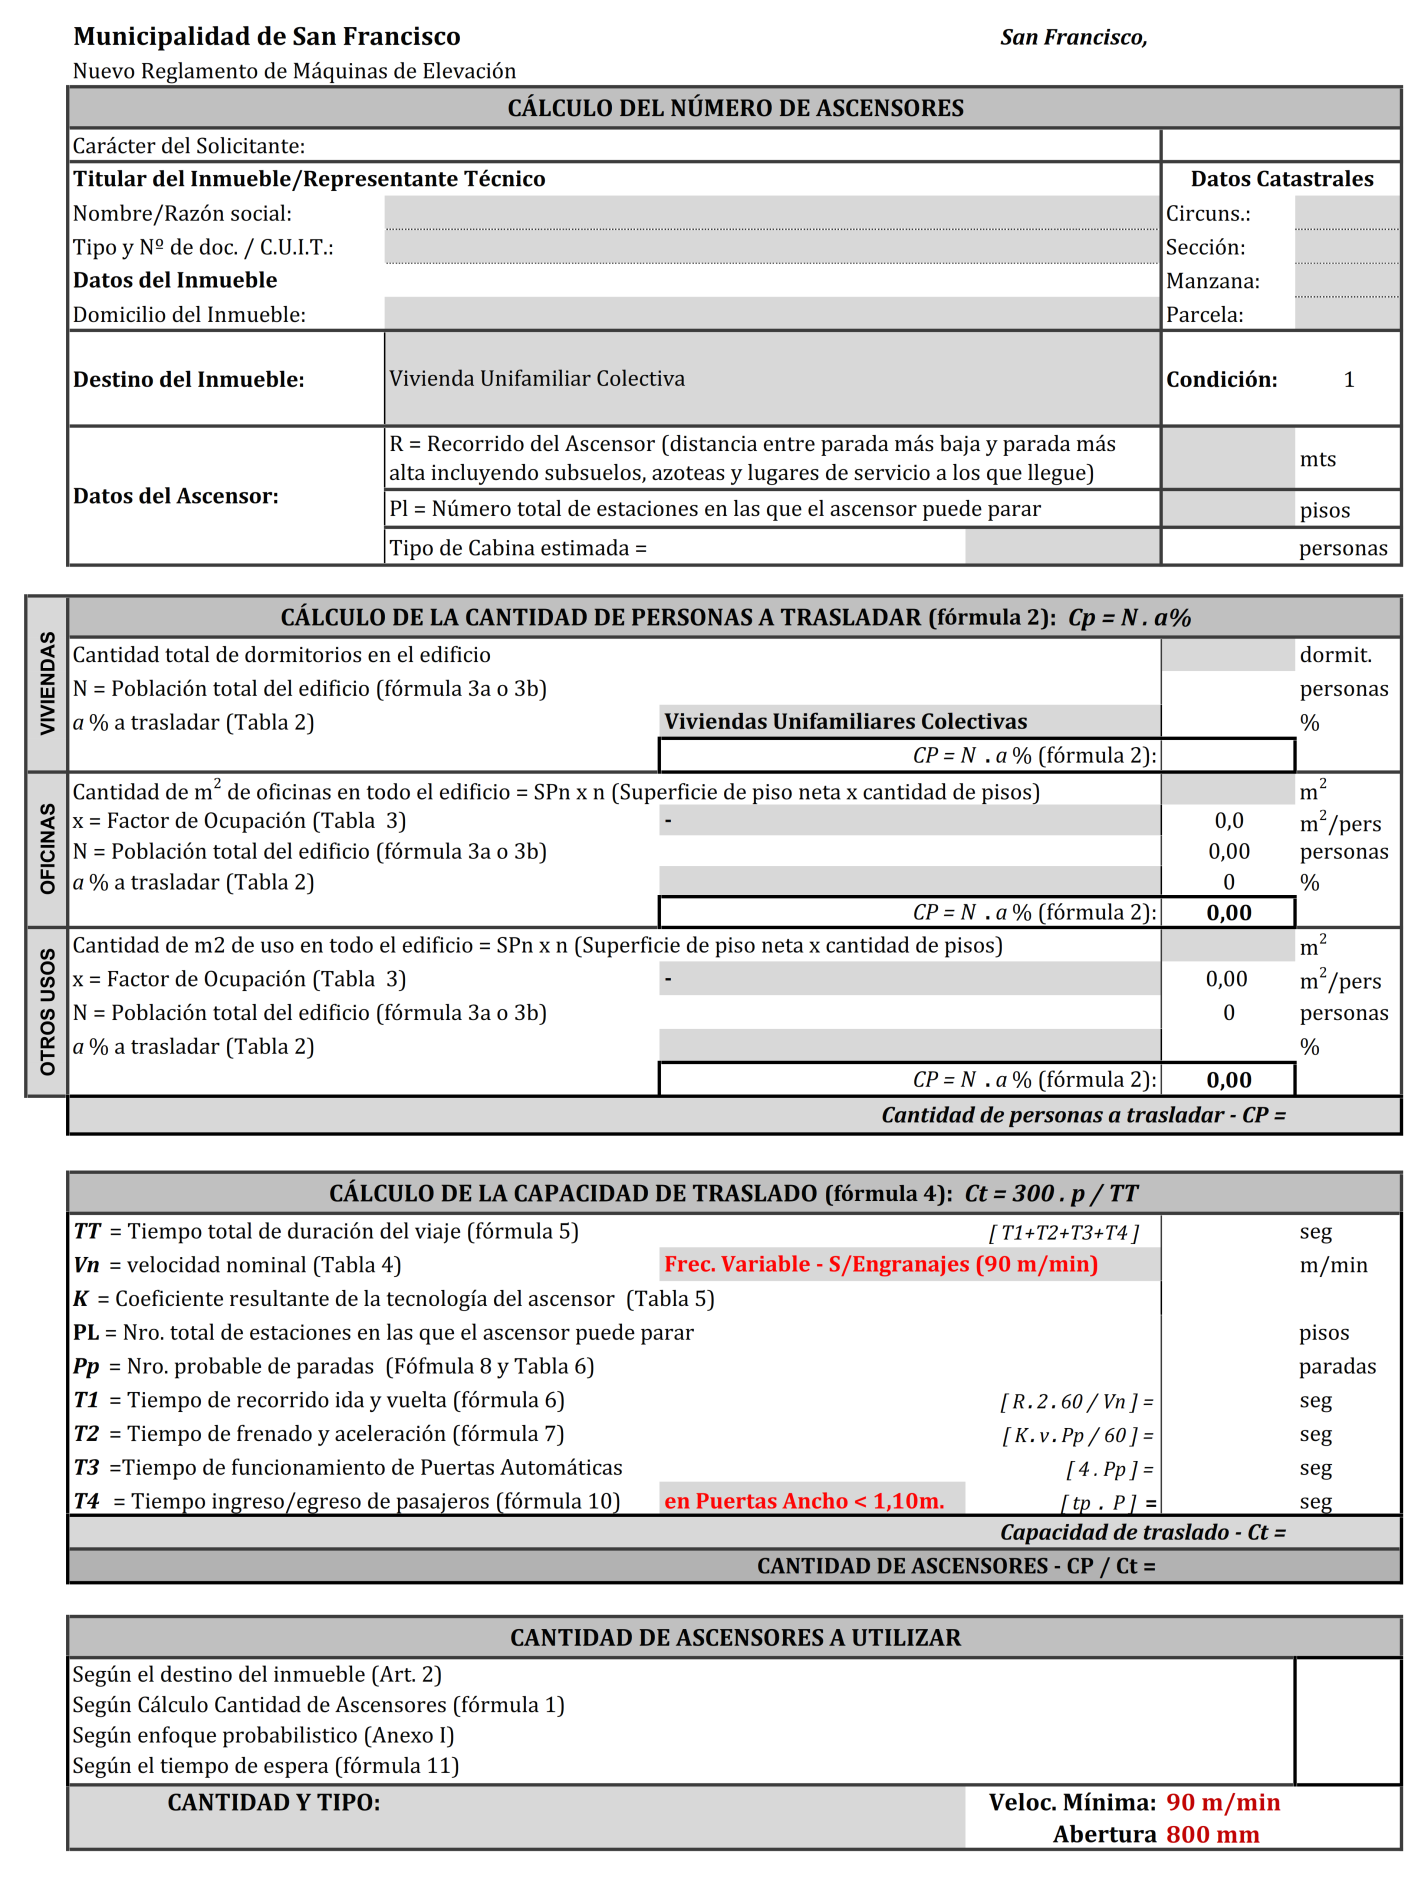 Municipalidad de San Francisco San Francisco,
Nuevo Reglamento de Máquinas de Elevación
CÁLCULO DEL NÚMERO DE ASCENSORES
Carácter del Solicitante:
Titular del Inmueble/Representante Técnico Datos Catastrales
Nombre/Razón social: Circuns.:
Tipo y Nº de doc. / C.U.I.T.: Sección:
Datos del Inmueble Manzana:
Domicilio del Inmueble: Parcela:
Destino del Inmueble: Vivienda Unifamiliar Colectiva Condición: 1
R = Recorrido del Ascensor (distancia entre parada más baja y parada más
alta incluyendo subsuelos, azoteas y lugares de servicio a los que llegue) mts
Datos del Ascensor:
Pl = Número total de estaciones en las que el ascensor puede parar pisos
Tipo de Cabina estimada = personas
CÁLCULO DE LA CANTIDAD DE PERSONAS A TRASLADAR (fórmula 2): Cp = N . a%
VIVIENDAS
Cantidad total de dormitorios en el edificio dormit.
N = Población total del edificio (fórmula 3a o 3b) personas
a % a trasladar (Tabla 2) Viviendas Unifamiliares Colectivas %
CP = N . a % (fórmula 2):
OFICINAS
Cantidad de m2 de oficinas en todo el edificio = SPn x n (Superficie de piso neta x cantidad de pisos) m2
x = Factor de Ocupación (Tabla 3) - 0,0 m2/pers
N = Población total del edificio (fórmula 3a o 3b) 0,00 personas
a % a trasladar (Tabla 2) 0 %
CP = N . a % (fórmula 2): 0,00
OTROS USOS
Cantidad de m2 de uso en todo el edificio = SPn x n (Superficie de piso neta x cantidad de pisos) m2
x = Factor de Ocupación (Tabla 3) - 0,00 m2/pers
N = Población total del edificio (fórmula 3a o 3b) 0 personas
a % a trasladar (Tabla 2) %
CP = N . a % (fórmula 2): 0,00
Cantidad de personas a trasladar - CP =
CÁLCULO DE LA CAPACIDAD DE TRASLADO (fórmula 4): Ct = 300 . p / TT
TT = Tiempo total de duración del viaje (fórmula 5) [ T1+T2+T3+T4 ] seg
Vn = velocidad nominal (Tabla 4) Frec. Variable - S/Engranajes (90 m/min) m/min
K = Coeficiente resultante de la tecnología del ascensor (Tabla 5)
PL = Nro. total de estaciones en las que el ascensor puede parar pisos
Pp = Nro. probable de paradas (Fófmula 8 y Tabla 6) paradas
T1 = Tiempo de recorrido ida y vuelta (fórmula 6) [ R . 2 . 60 / Vn ] = seg
T2 = Tiempo de frenado y aceleración (fórmula 7) [ K . v . Pp / 60 ] = seg
T3 =Tiempo de funcionamiento de Puertas Automáticas [ 4 . Pp ] = seg
T4 = Tiempo ingreso/egreso de pasajeros (fórmula 10) en Puertas Ancho < 1,10m. [ tp . P ] = seg
Capacidad de traslado - Ct =
CANTIDAD DE ASCENSORES - CP / Ct =
CANTIDAD DE ASCENSORES A UTILIZAR
Según el destino del inmueble (Art. 2)
Según Cálculo Cantidad de Ascensores (fórmula 1)
Según enfoque probabilistico (Anexo I)
Según el tiempo de espera (fórmula 11)
CANTIDAD Y TIPO: Veloc. Mínima: 90 m/min
Abertura 800 mm